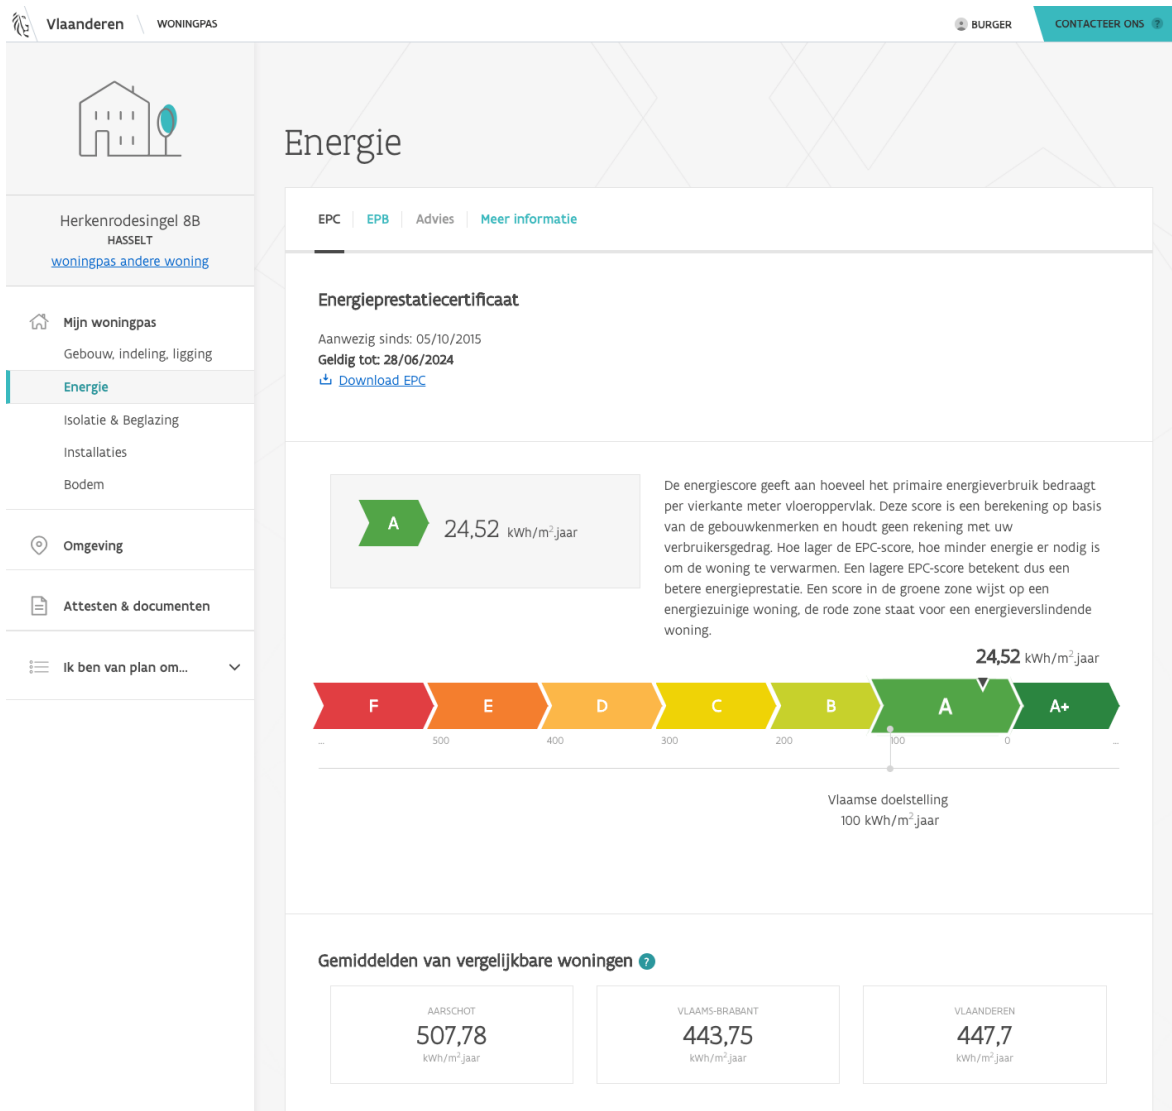 Vlaanderen
WONINGPAS
BURGER
CONTACTEER ONS ?
Herkenrodesingel 8B
HASSELT
woningpas andere woning
Mijn woningpas
Gebouw, indeling, ligging
Energie
Isolatie & Beglazing
Installaties
Bodem
Omgeving
Attesten & documenten
Ik ben van plan om...
Energie
EPC
EPB
Advies
Meer informatie
Energieprestatiecertificaat
Aanwezig sinds: 05/10/2015
Geldig tot: 28/06/2024
Download EPC
A
24,52 kWh/m².jaar
De energiescore geeft aan hoeveel het primaire energieverbruik bedraagt
per vierkante meter vloeroppervlak. Deze score is een berekening op basis
van de gebouwkenmerken en houdt geen rekening met uw
verbruikersgedrag. Hoe lager de EPC-score, hoe minder energie er nodig is
om de woning te verwarmen. Een lagere EPC-score betekent dus een
betere energieprestatie. Een score in de groene zone wijst op een
energiezuinige woning, de rode zone staat voor een energieverslindende
woning.
24,52 kWh/m².jaar
F E D C B A A+
... 500 400 300 200 100 0 ...
Vlaamse doelstelling
100 kWh/m².jaar
Gemiddelden van vergelijkbare woningen ?
AARSCHOT
507,78
kWh/m².jaar
VLAAMS-BRABANT
443,75
kWh/m².jaar
VLAANDEREN
447,7
kWh/m².jaar